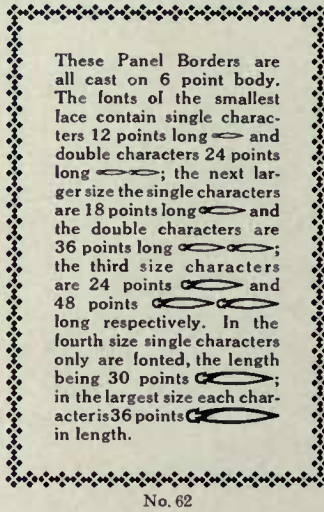 These Panel Borders are
all cast on 6 point body.
The fonts of the smallest
face contain single charac-
ters 12 points long and
double characters 24 points
long ; the next lar-
ger size the single characters
are 18 points long and
the double characters are
36 points long ;
the third size characters
are 24 points and
48 points
long respectively. In the
fourth size single characters
only are fonted, the length
being 30 points ;
in the largest size each char-
acter is 36 points
in length.
No. 62